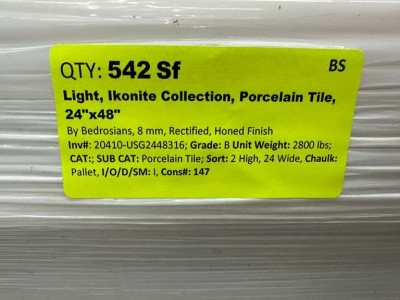 QTY: 542 Sf BS
Light, Ikonite Collection, Porcelain Tile,
24"x48"
By Bedrosians, 8 mm, Rectified, Honed Finish
Inv#: 20410-USG2448316; Grade: B Unit Weight: 2800 lbs;
CAT:; SUB CAT: Porcelain Tile; Sort: 2 High, 24 Wide, Chaulk:
Pallet, I/O/D/SM: I, Cons#: 147